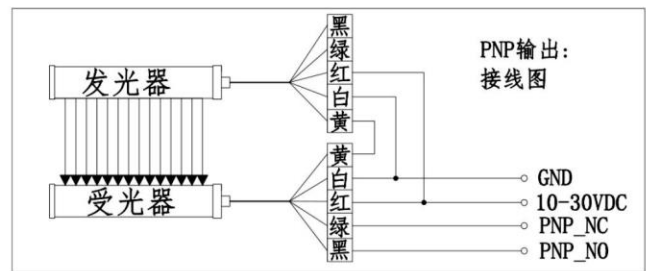 黑
绿
红
白
黄
PNP输出:
接线图
发光器
黄
白
红
绿
黑
受光器
GND
10-30VDC
PNP_NC
PNP_NO